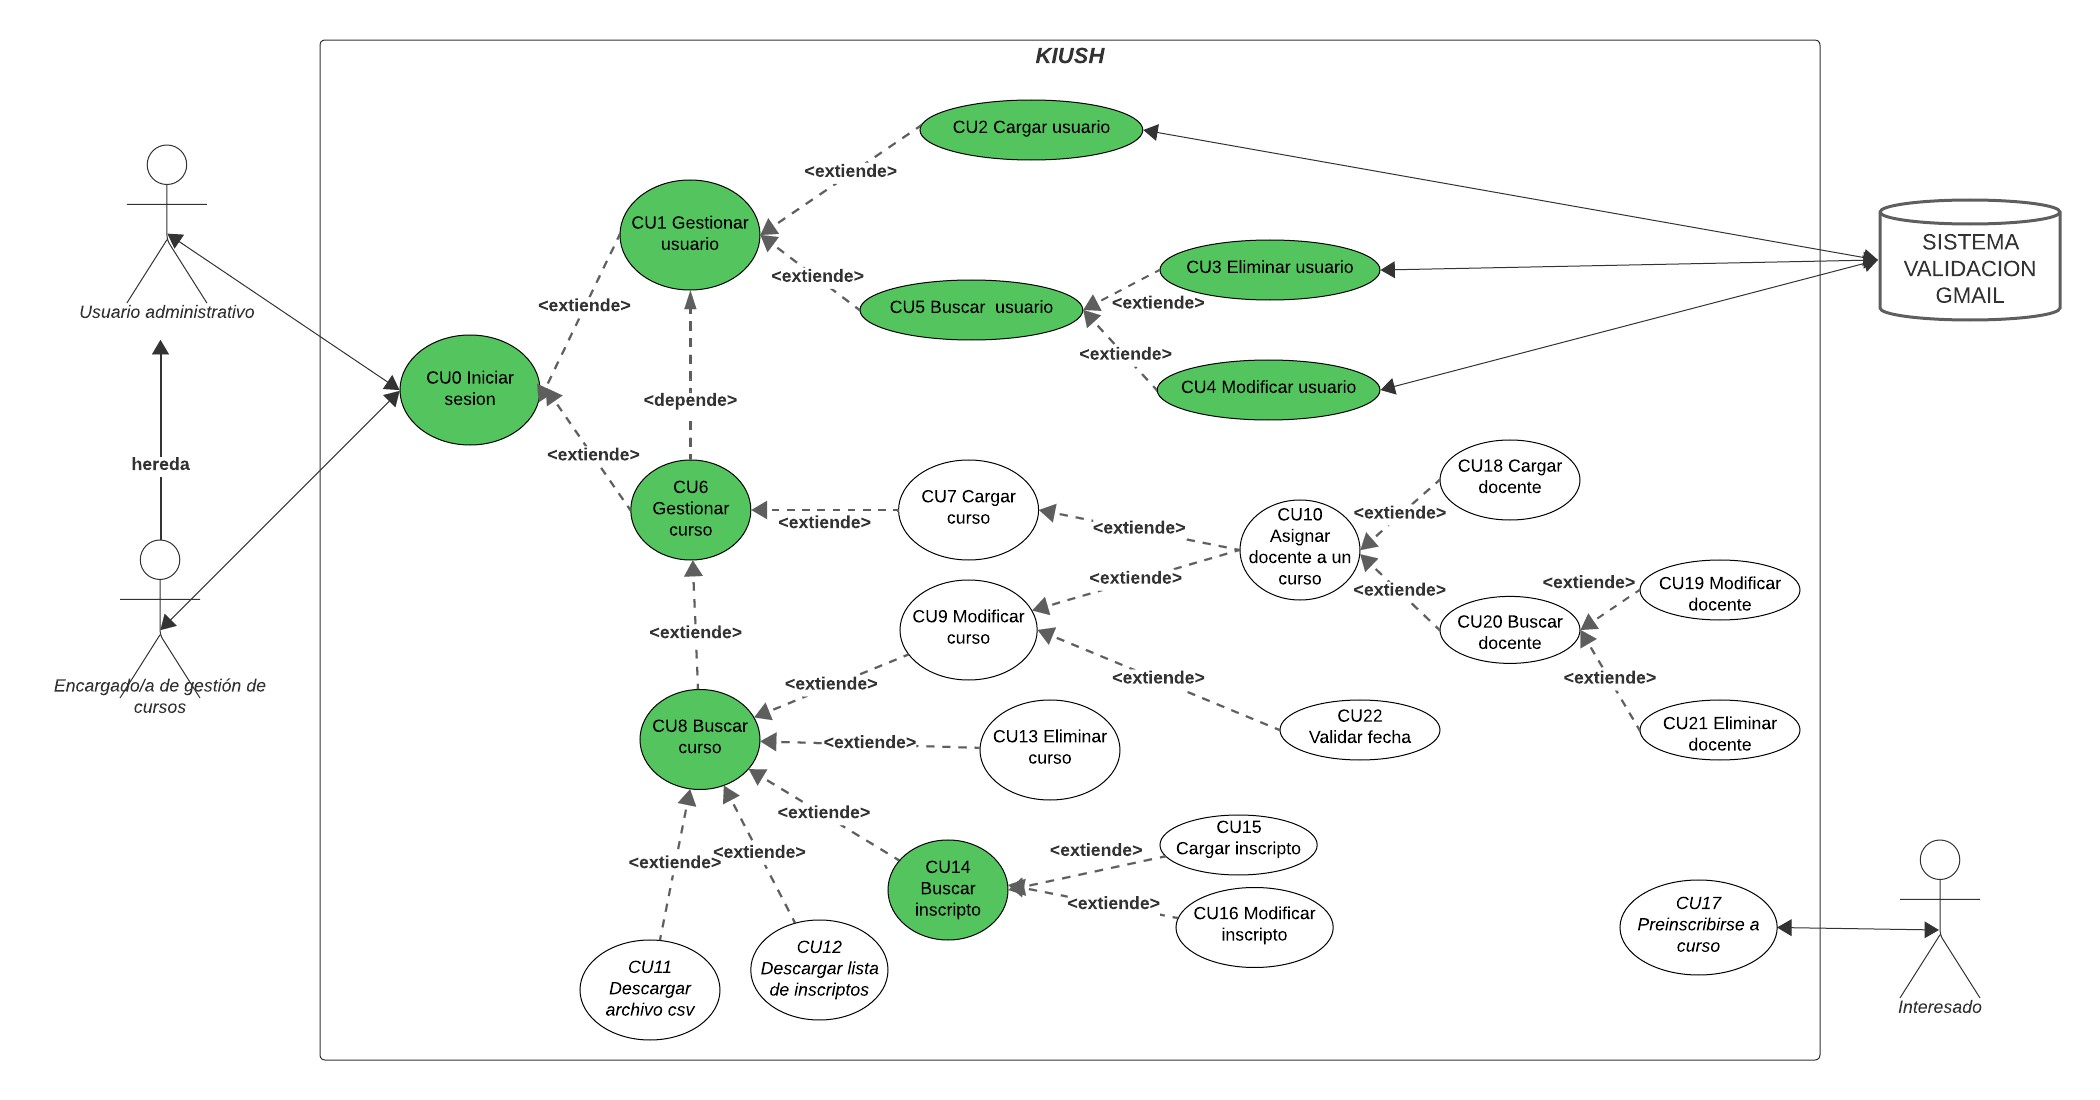 KIUSH
CU2 Cargar usuario
<extiende>
CU1 Gestionar
usuario
<extiende>
CU3 Eliminar usuario
SISTEMA
VALIDACION
GMAIL
CU5 Buscar  usuario
<extiende>
Usuario administrativo
<extiende>
<extiende>
CU4 Modificar usuario
CU0 Iniciar
sesion
<depende>
hereda
<extiende>
CU6
Gestionar
curso
<extiende>
CU7 Cargar
curso
<extiende>
CU10
Asignar
docente a un
curso
<extiende>
CU18 Cargar
docente
<extiende>
<extiende>
<extiende>
CU19 Modificar
docente
CU9 Modificar
curso
CU20 Buscar
docente
<extiende>
<extiende>
<extiende>
<extiende>
Encargado/a de gestión de
cursos
CU8 Buscar
curso
<extiende>
CU13 Eliminar
curso
CU22
Validar fecha
CU21 Eliminar
docente
<extiende>
<extiende>
<extiende>
CU14
Buscar
inscripto
<extiende>
CU15
Cargar inscripto
<extiende>
CU16 Modificar
inscripto
CU17
Preinscribirse a
curso
CU11
Descargar
archivo csv
CU12
Descargar lista
de inscriptos
Interesado